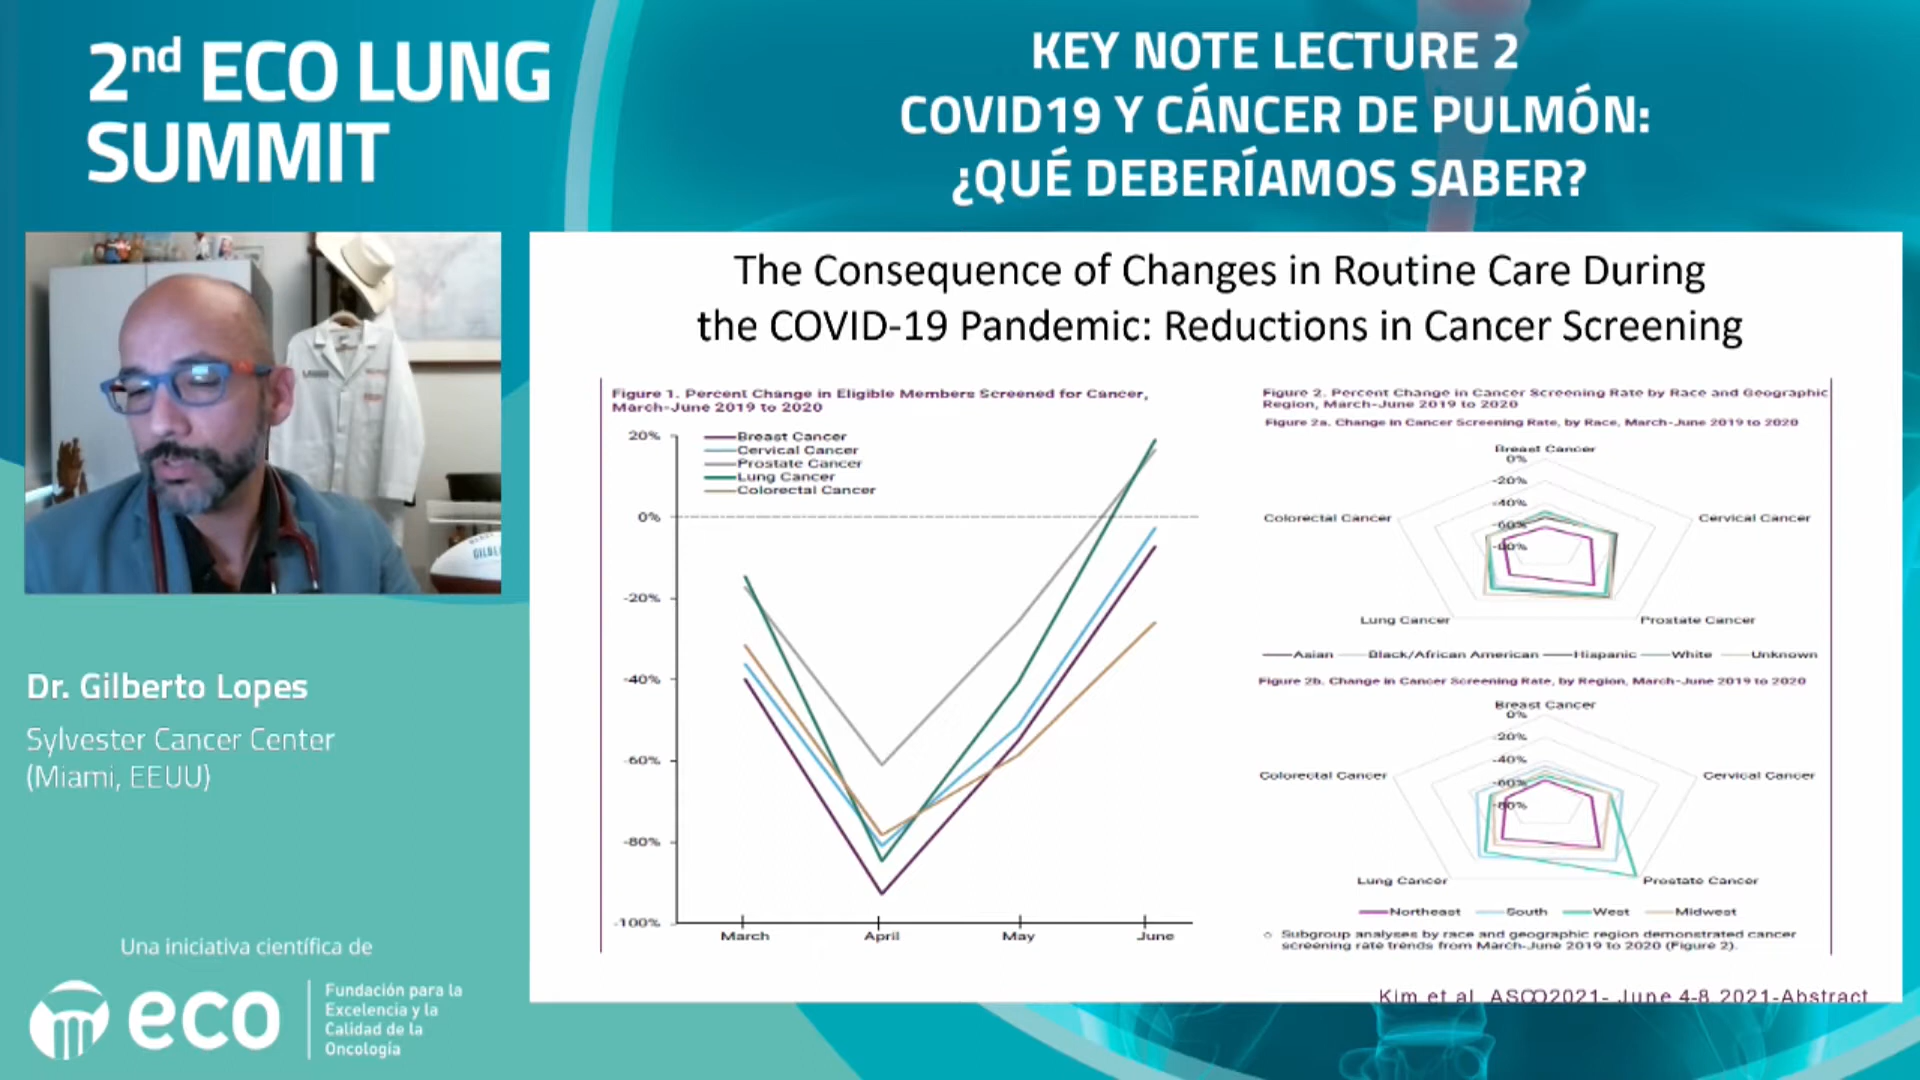 2nd ECO LUNG
SUMMIT
KEY NOTE LECTURE 2
COVID19 Y CÁNCER DE PULMÓN:
¿QUÉ DEBERÍAMOS SABER?
Dr. Gilberto Lopes
Sylvester Cancer Center
(Miami, EEUU)
Una iniciativa científica de
eco
Fundación para la
Excelencia y la
Calidad de la
Oncología
The Consequence of Changes in Routine Care During
the COVID-19 Pandemic: Reductions in Cancer Screening
Figure 1. Percent Change in Eligible Members Screened for Cancer,
March-June 2019 to 2020
20%
0%
-20%
-40%
-60%
-80%
-100%
Breast Cancer
Cervical Cancer
Prostate Cancer
Lung Cancer
Colorectal Cancer
March April May June
Figure 2. Percent Change in Cancer Screening Rate by Race and Geographic
Region, March-June 2019 to 2020
Figure 2a. Change in Cancer Screening Rate, by Race, March-June 2019 to 2020
Breast Cancer
0%
-20%
-40%
-60%
-80%
Colorectal Cancer
Cervical Cancer
Lung Cancer
Prostate Cancer
Asian Black/African American Hispanic White Unknown
Figure 2b. Change in Cancer Screening Rate, by Region, March-June 2019 to 2020
Breast Cancer
0%
-20%
-40%
-60%
-80%
Colorectal Cancer
Cervical Cancer
Lung Cancer
Prostate Cancer
Northeast South West Midwest
Subgroup analyses by race and geographic region demonstrated cancer
screening rate trends from March-June 2019 to 2020 (Figure 2).
Kim et al ASCO2021- June 4-8 2021-Abstract